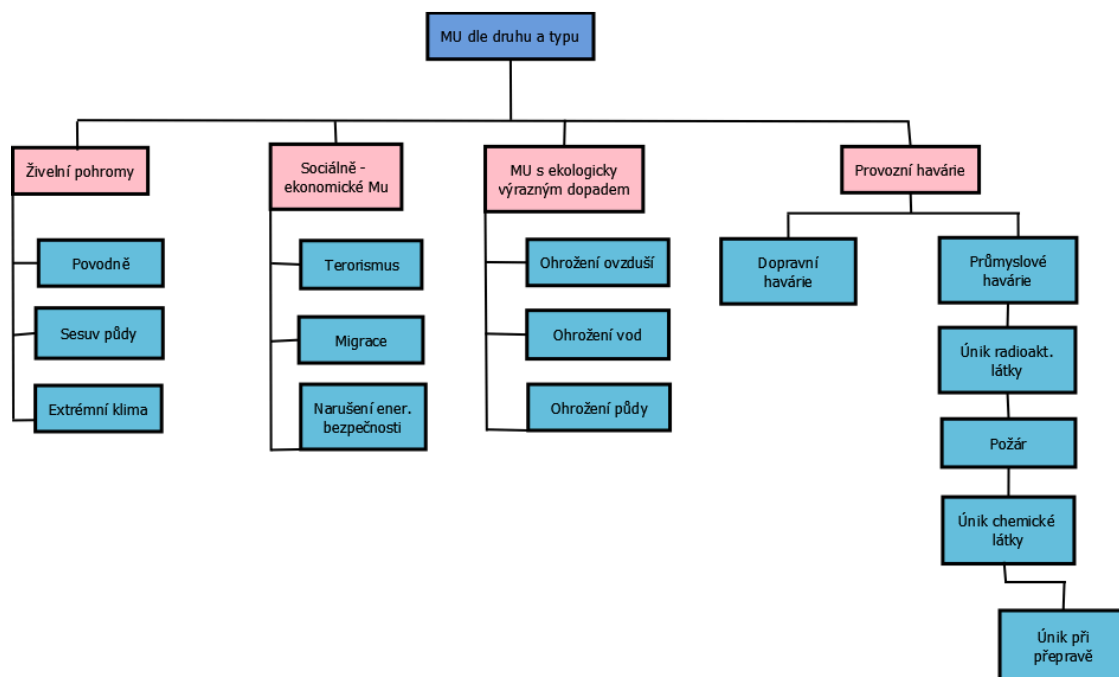 MU dle druhu a typu
Živelní pohromy
Sociálně -
ekonomické Mu
MU s ekologicky
výrazným dopadem
Provozní havárie
Povodně
Sesuv půdy
Extrémní klima
Terorismus
Migrace
Narušení ener.
bezpečnosti
Ohrožení ovzduší
Ohrožení vod
Ohrožení půdy
Dopravní
havárie
Průmyslové
havárie
Únik radioakt.
látky
Požár
Únik chemické
látky
Únik při
přepravě